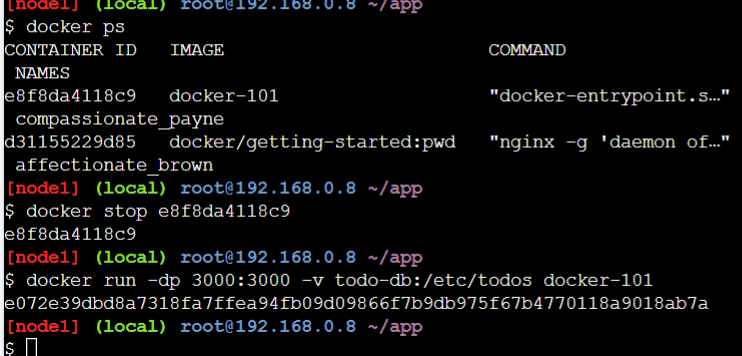 [node1] (local) root@192.168.0.8 ~/app
$ docker ps
CONTAINER ID   IMAGE                        COMMAND
 NAMES
e8f8da4118c9   docker-101                   "docker-entrypoint.s…"
 compassionate_payne
d31155229d85   docker/getting-started:pwd   "nginx -g 'daemon of…"
 affectionate_brown
[node1] (local) root@192.168.0.8 ~/app
$ docker stop e8f8da4118c9
e8f8da4118c9
[node1] (local) root@192.168.0.8 ~/app
$ docker run -dp 3000:3000 -v todo-db:/etc/todos docker-101
e072e39dbd8a7318fa7ffea94fb09d09866f7b9db975f67b4770118a9018ab7a
[node1] (local) root@192.168.0.8 ~/app
$